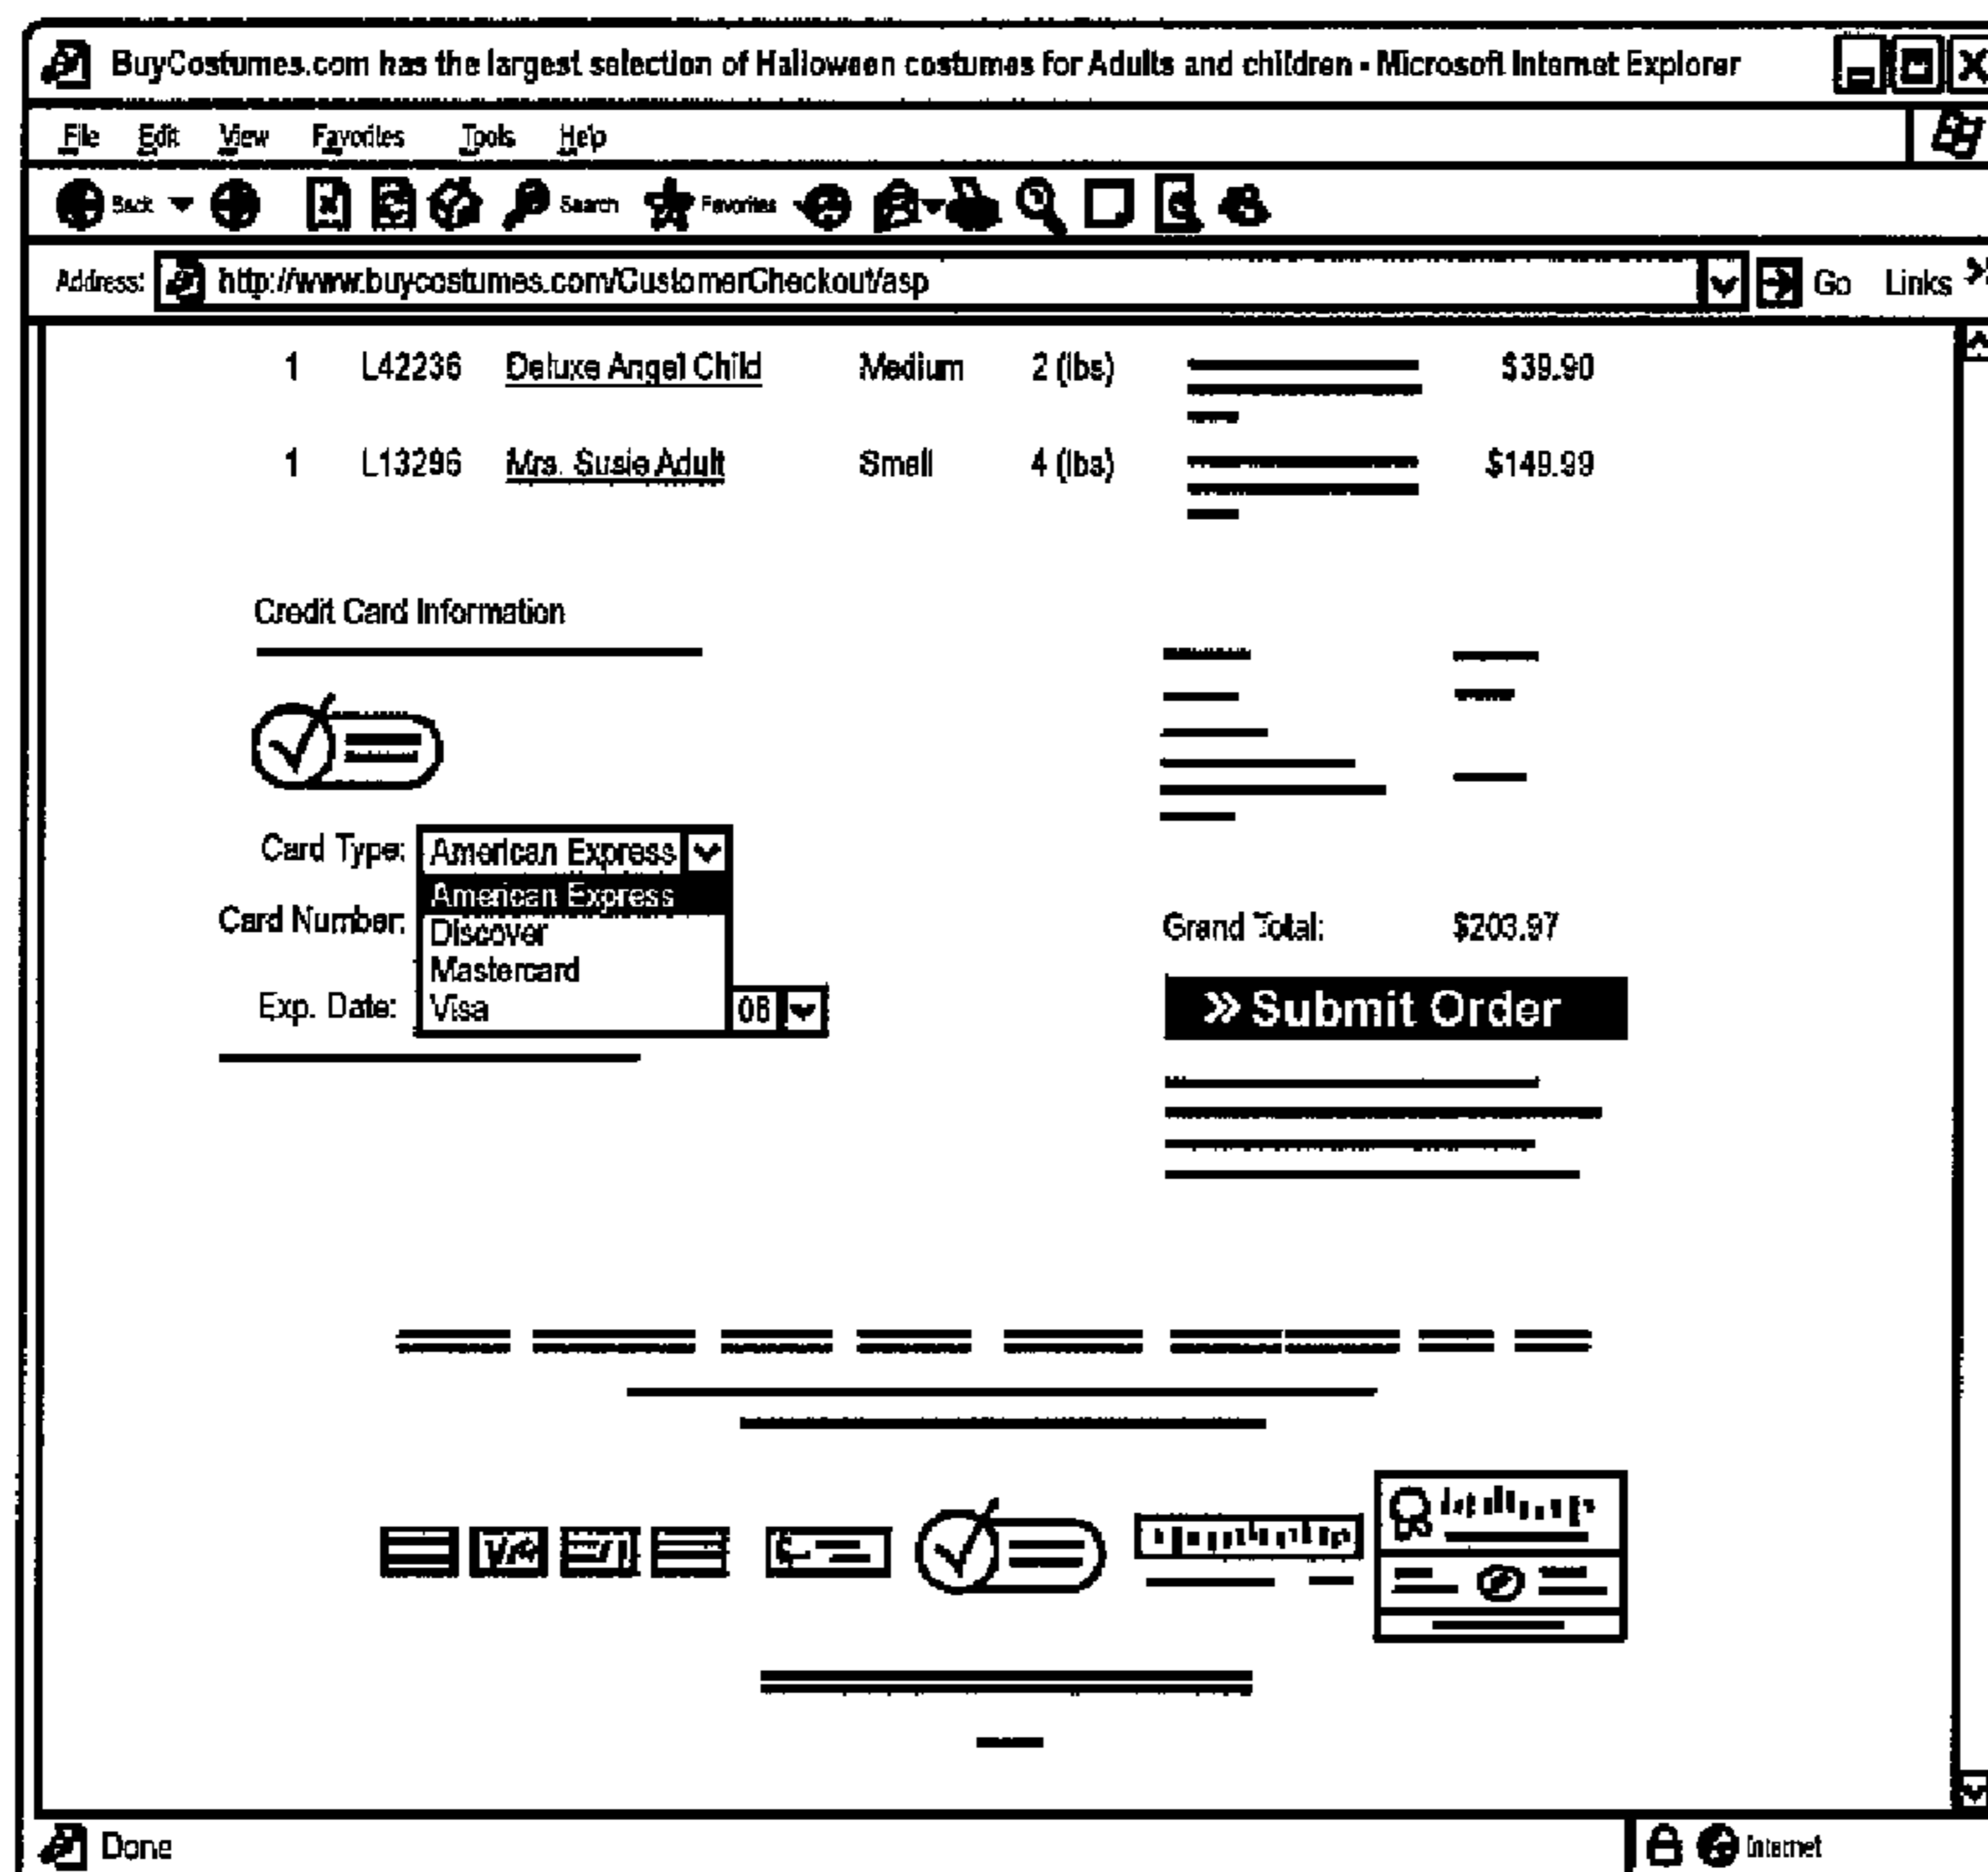 BuyCostumes.com has the largest selection of Halloween costumes for Adults and children - Microsoft Internet Explorer
File Edit View Favorites Tools Help
Back Search Favorites
Address: http://www.buycostumes.com/CustomerCheckout/asp Go Links
1 L42236 Deluxe Angel Child Medium 2 (lbs) $39.90
1 L13296 Mrs. Susie Adult Small 4 (lbs) $149.99
Credit Card Information
Card Type: American Express
American Express
Card Number: Discover
Mastercard
Exp. Date: Visa 08
Grand Total: $203.97
» Submit Order
Done Internet